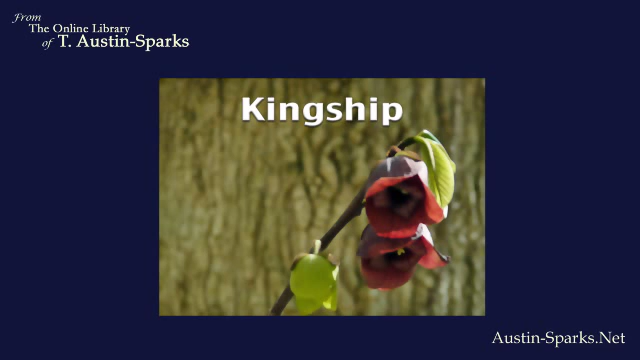 From
The Online Library
of T. Austin-Sparks
Kingship
Austin-Sparks.Net